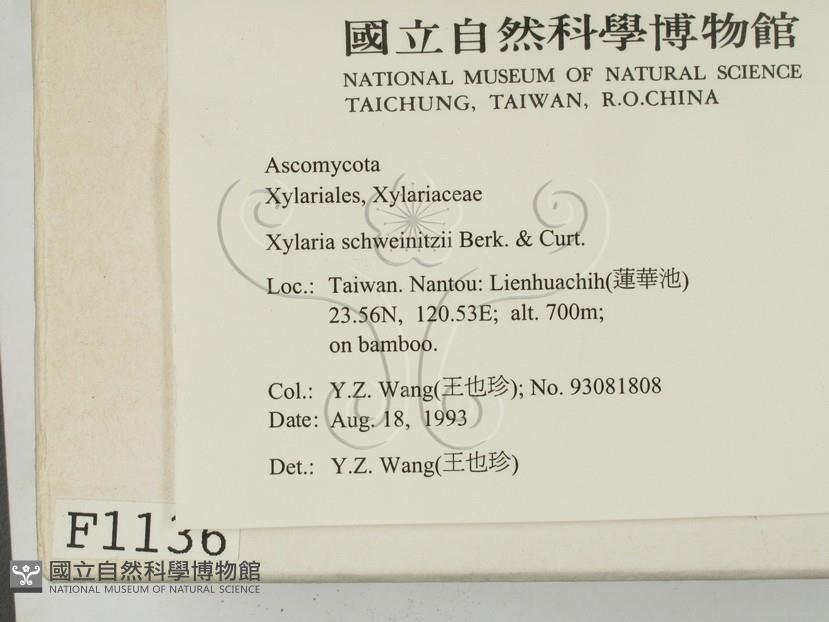 國立自然科學博物館
NATIONAL MUSEUM OF NATURAL SCIENCE
TAICHUNG, TAIWAN, R.O.CHINA
Ascomycota
Xylariales, Xylariaceae
Xylaria schweinitzii Berk. & Curt.
Loc.: Taiwan. Nantou: Lienhuachih(蓮華池)
23.56N, 120.53E; alt. 700m;
on bamboo.
Col.: Y.Z. Wang(王也珍); No. 93081808
Date: Aug. 18, 1993
Det.: Y.Z. Wang(王也珍)
F1136
國立自然科學博物館
NATIONAL MUSEUM OF NATURAL SCIENCE